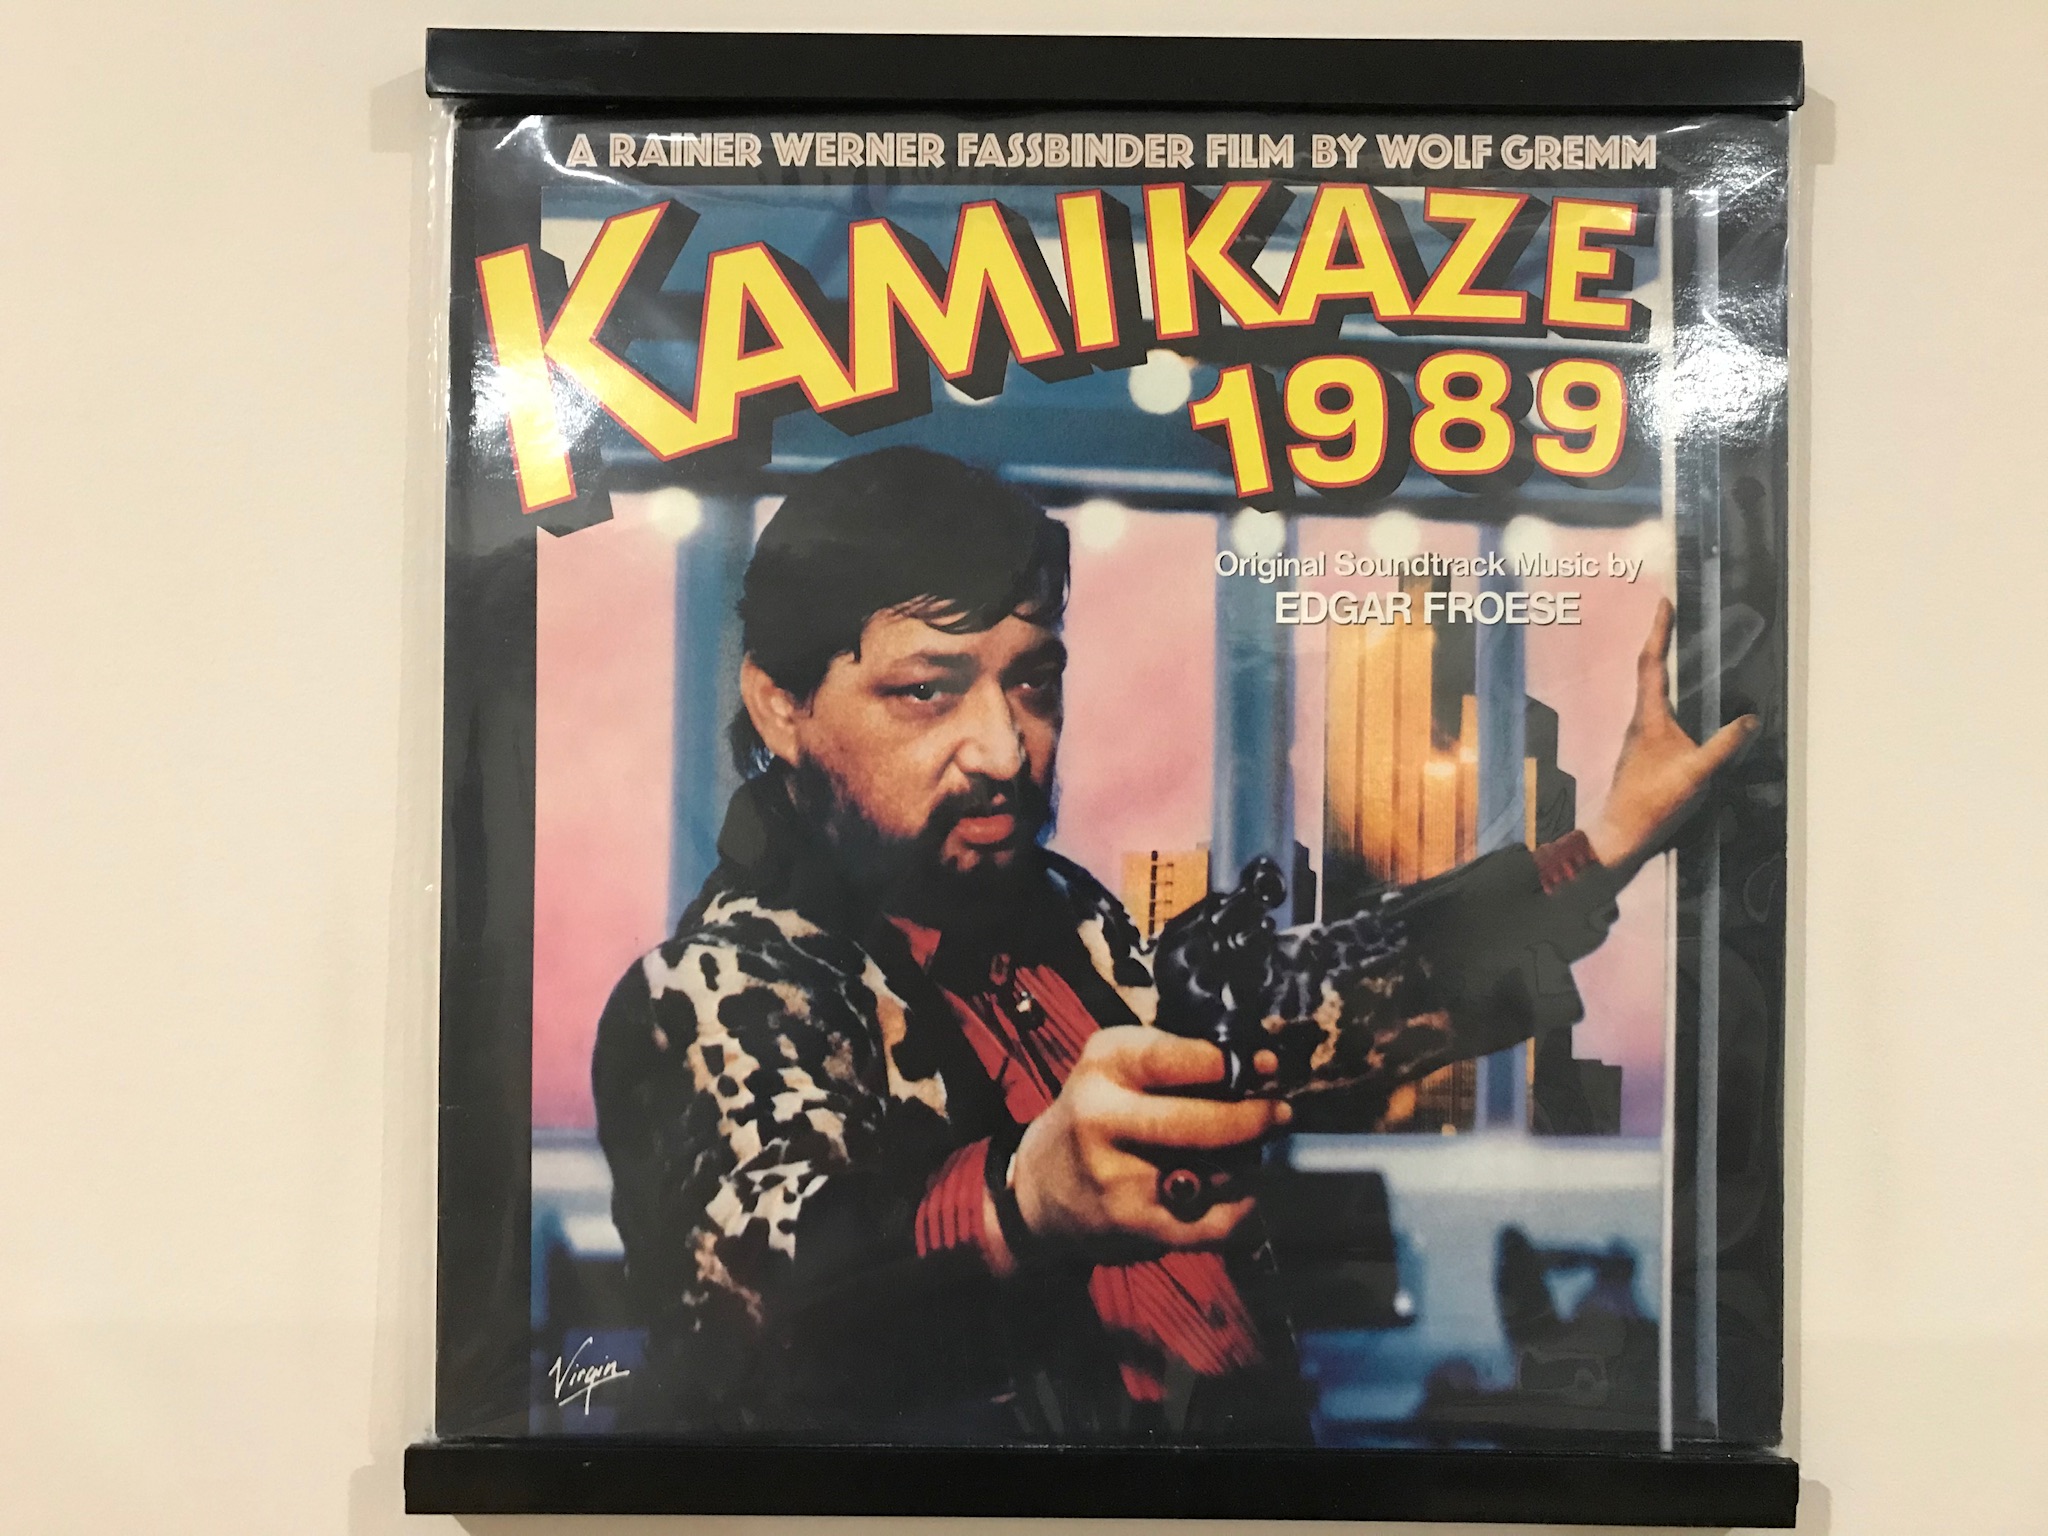 A RAINER WERNER FASSBINDER FILM BY WOLF GREMM
KAMIKAZE
1989
Original Soundtrack Music by
EDGAR FROESE
Virgin